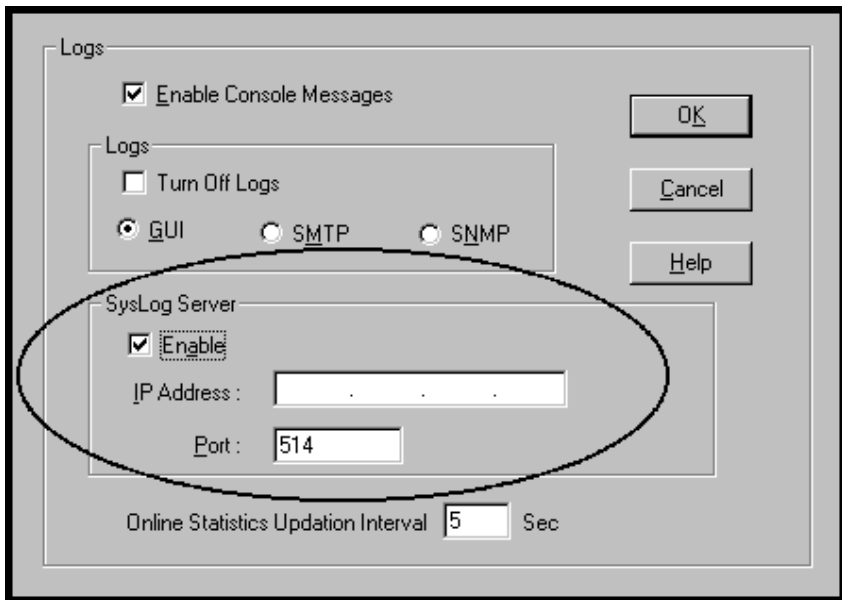 Logs
Enable Console Messages
OK
Logs
Turn Off Logs
Cancel
GUI SMTP SNMP
Help
SysLog Server
Enable
IP Address : . . .
Port : 514
Online Statistics Updation Interval 5 Sec